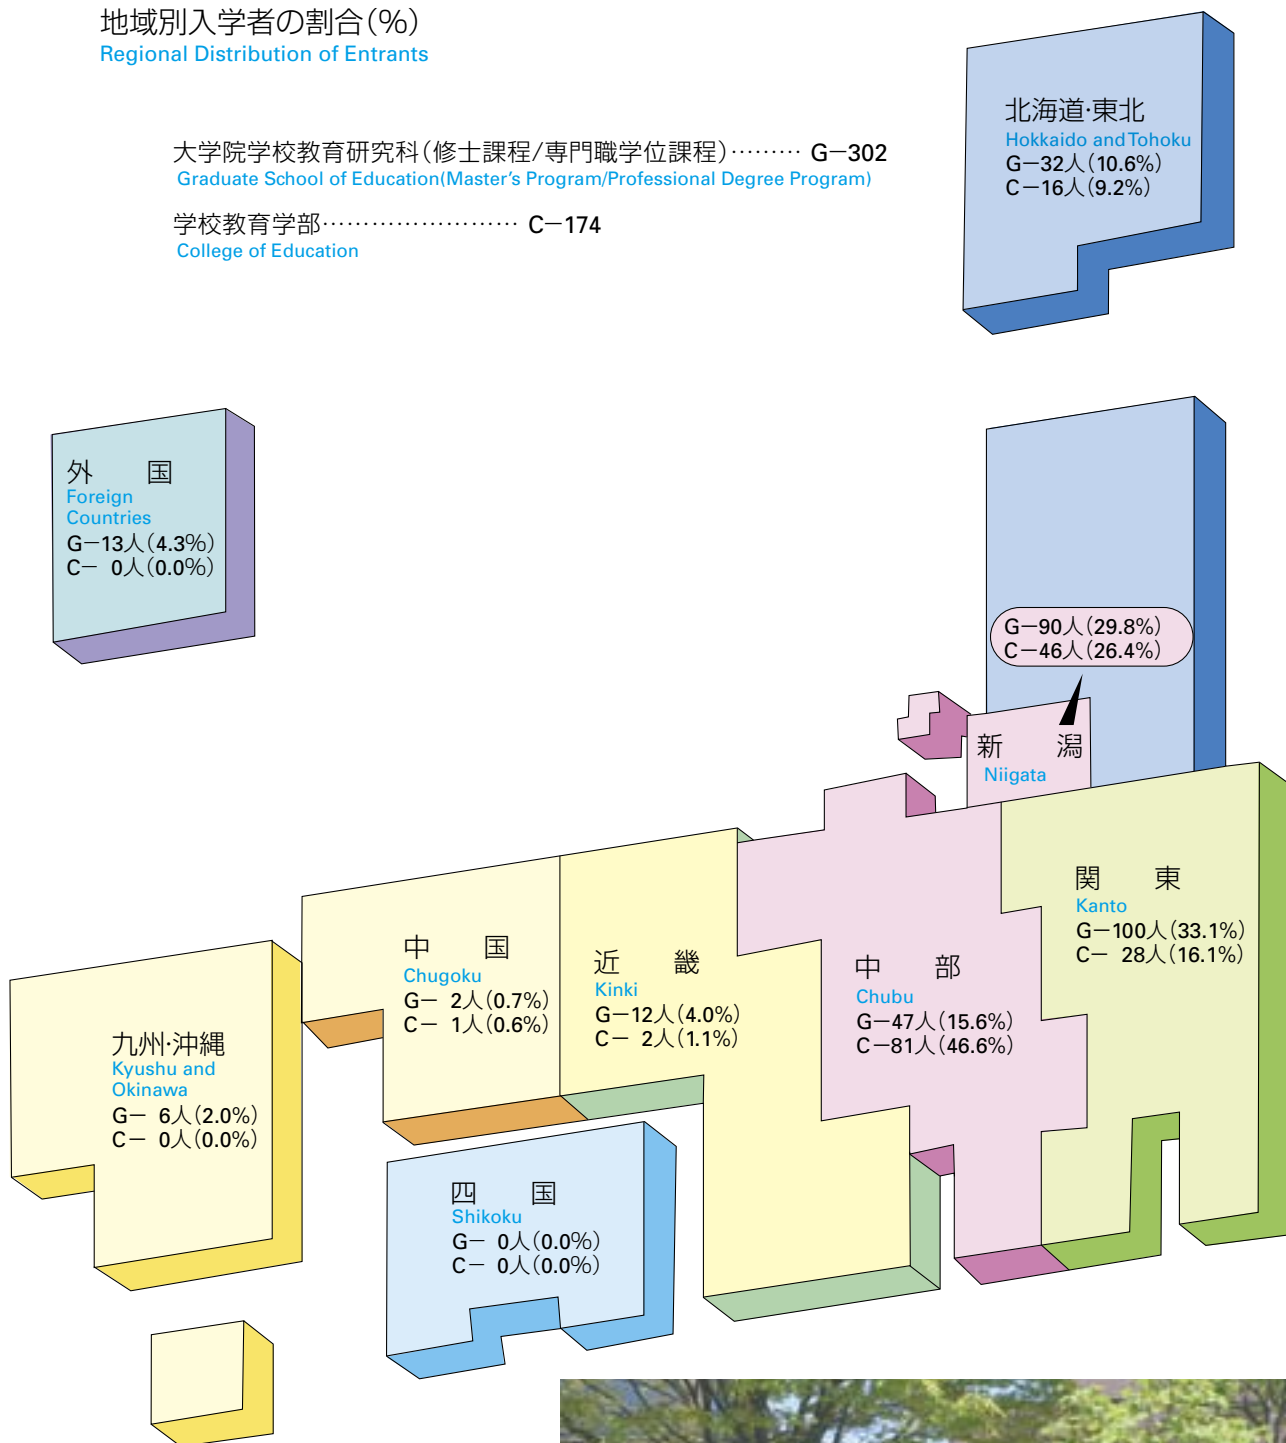 地域別入学者の割合(%)
Regional Distribution of Entrants
大学院学校教育研究科(修士課程/専門職学位課程)……… G−302
Graduate School of Education(Master's Program/Professional Degree Program)
学校教育学部…………………… C−174
College of Education
北海道·東北
Hokkaido and Tohoku
G−32人(10.6%)
C−16人(9.2%)
外 国
Foreign
Countries
G−13人(4.3%)
C− 0人(0.0%)
G−90人(29.8%)
C−46人(26.4%)
新 潟
Niigata
関 東
Kanto
G−100人(33.1%)
C− 28人(16.1%)
中 部
Chubu
G−47人(15.6%)
C−81人(46.6%)
近 畿
Kinki
G−12人(4.0%)
C− 2人(1.1%)
中 国
Chugoku
G− 2人(0.7%)
C− 1人(0.6%)
九州·沖縄
Kyushu and
Okinawa
G− 6人(2.0%)
C− 0人(0.0%)
四 国
Shikoku
G− 0人(0.0%)
C− 0人(0.0%)